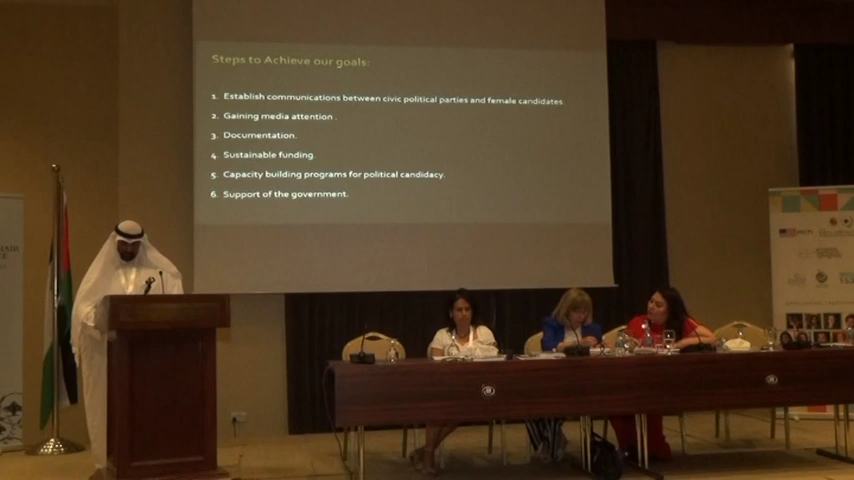 Steps to Achieve our goals:
1. Establish communications between civic political parties and female candidates.
2. Gaining media attention .
3. Documentation.
4. Sustainable funding.
5. Capacity building programs for political candidacy.
6. Support of the government.